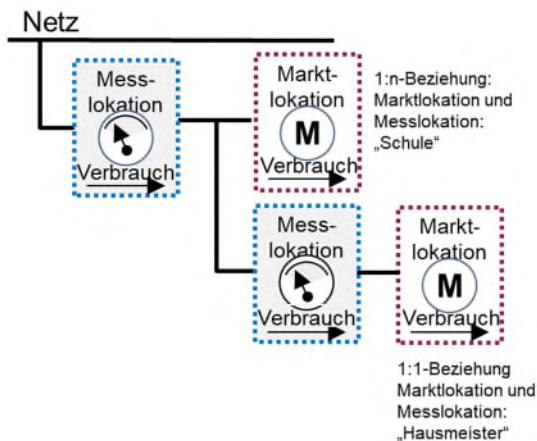 Netz
Mess-
lokation
Verbrauch
Markt-
lokation
M
Verbrauch
1:n-Beziehung:
Marktlokation und
Messlokation:
„Schule“
Mess-
lokation
Verbrauch
Markt-
lokation
M
Verbrauch
1:1-Beziehung
Marktlokation und
Messlokation:
„Hausmeister“